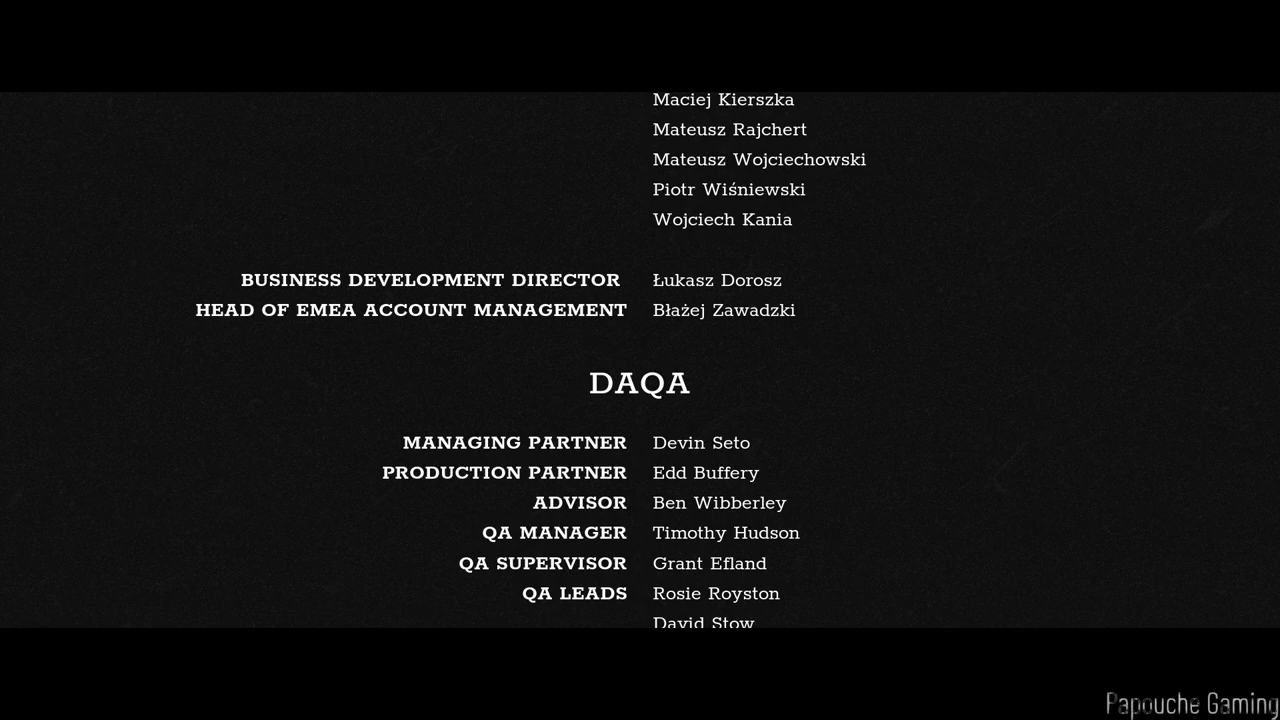 Maciej Kierszka
Mateusz Rajchert
Mateusz Wojciechowski
Piotr Wiśniewski
Wojciech Kania
BUSINESS DEVELOPMENT DIRECTOR Łukasz Dorosz
HEAD OF EMEA ACCOUNT MANAGEMENT Błażej Zawadzki
DAQA
MANAGING PARTNER Devin Seto
PRODUCTION PARTNER Edd Buffery
ADVISOR Ben Wibberley
QA MANAGER Timothy Hudson
QA SUPERVISOR Grant Efland
QA LEADS Rosie Royston
David Stow
Papouche Gaming